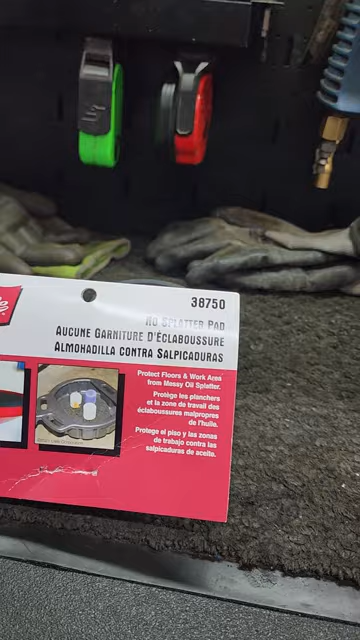 38750
NO SPLATTER PAD
AUCUNE GARNITURE D'ÉCLABOUSSURE
ALMOHADILLA CONTRA SALPICADURAS
Protect Floors & Work Area
from Messy Oil Splatter.
Protège les planchers
et la zone de travail des
éclaboussures malpropres
de l'huile.
Protege el piso y las zonas
de trabajo contra las
salpicaduras de aceite.